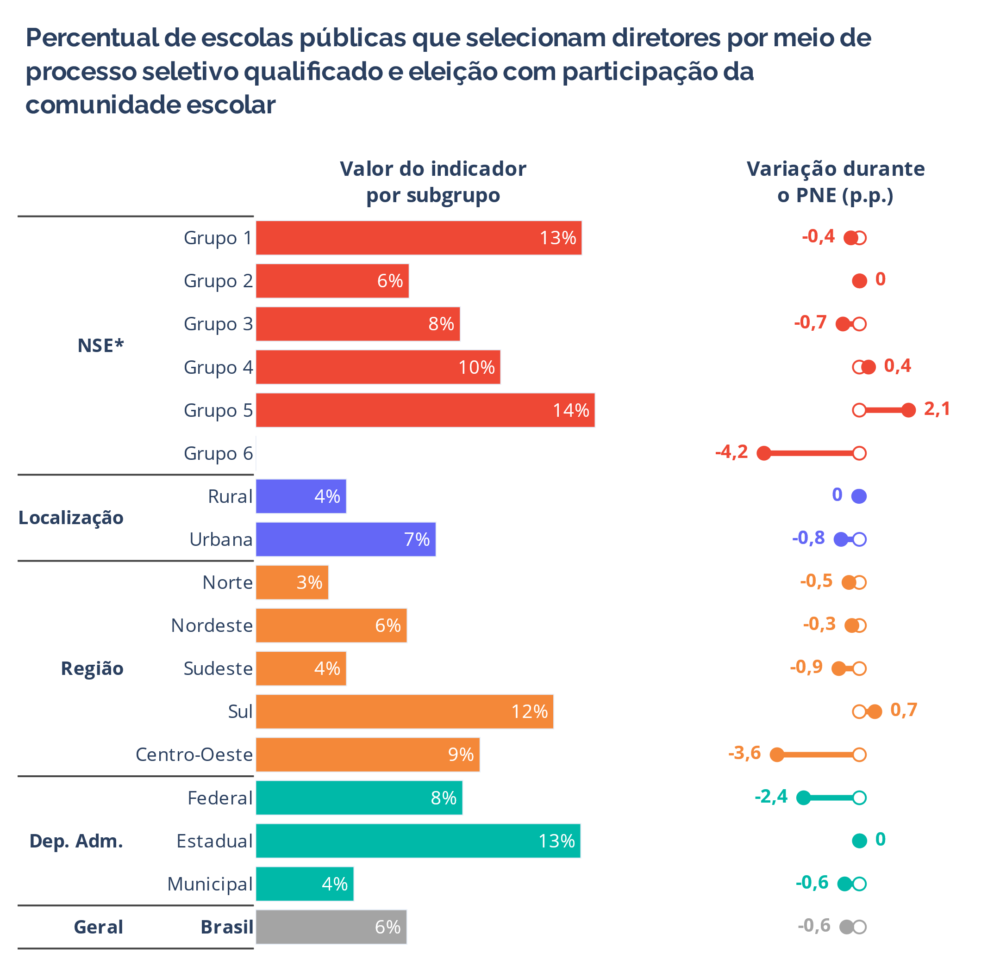 Percentual de escolas públicas que selecionam diretores por meio de
processo seletivo qualificado e eleição com participação da
comunidade escolar
Valor do indicador
por subgrupo
Variação durante
o PNE (p.p.)
NSE*
Grupo 1 13% -0,4
Grupo 2 6% 0
Grupo 3 8% -0,7
Grupo 4 10% 0,4
Grupo 5 14% 2,1
Grupo 6 -4,2
Localização
Rural 4% 0
Urbana 7% -0,8
Região
Norte 3% -0,5
Nordeste 6% -0,3
Sudeste 4% -0,9
Sul 12% 0,7
Centro-Oeste 9% -3,6
Dep. Adm.
Federal 8% -2,4
Estadual 13% 0
Municipal 4% -0,6
Geral Brasil 6% -0,6